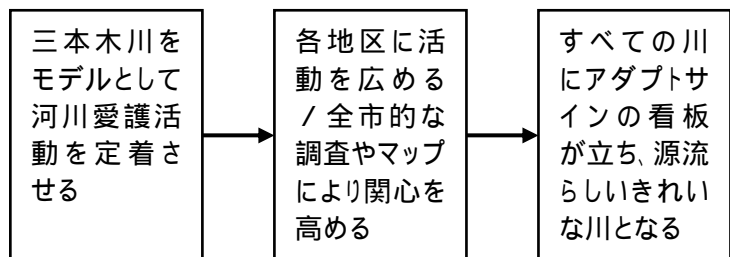 三本木川を
モデルとして
河川愛護活
動を定着さ
せる
各地区に活
動を広める
/全市的な
調査やマップ
により関心を
高める
すべての川
にアダプトサ
インの看板
が立ち、源流
らしいきれい
な川となる